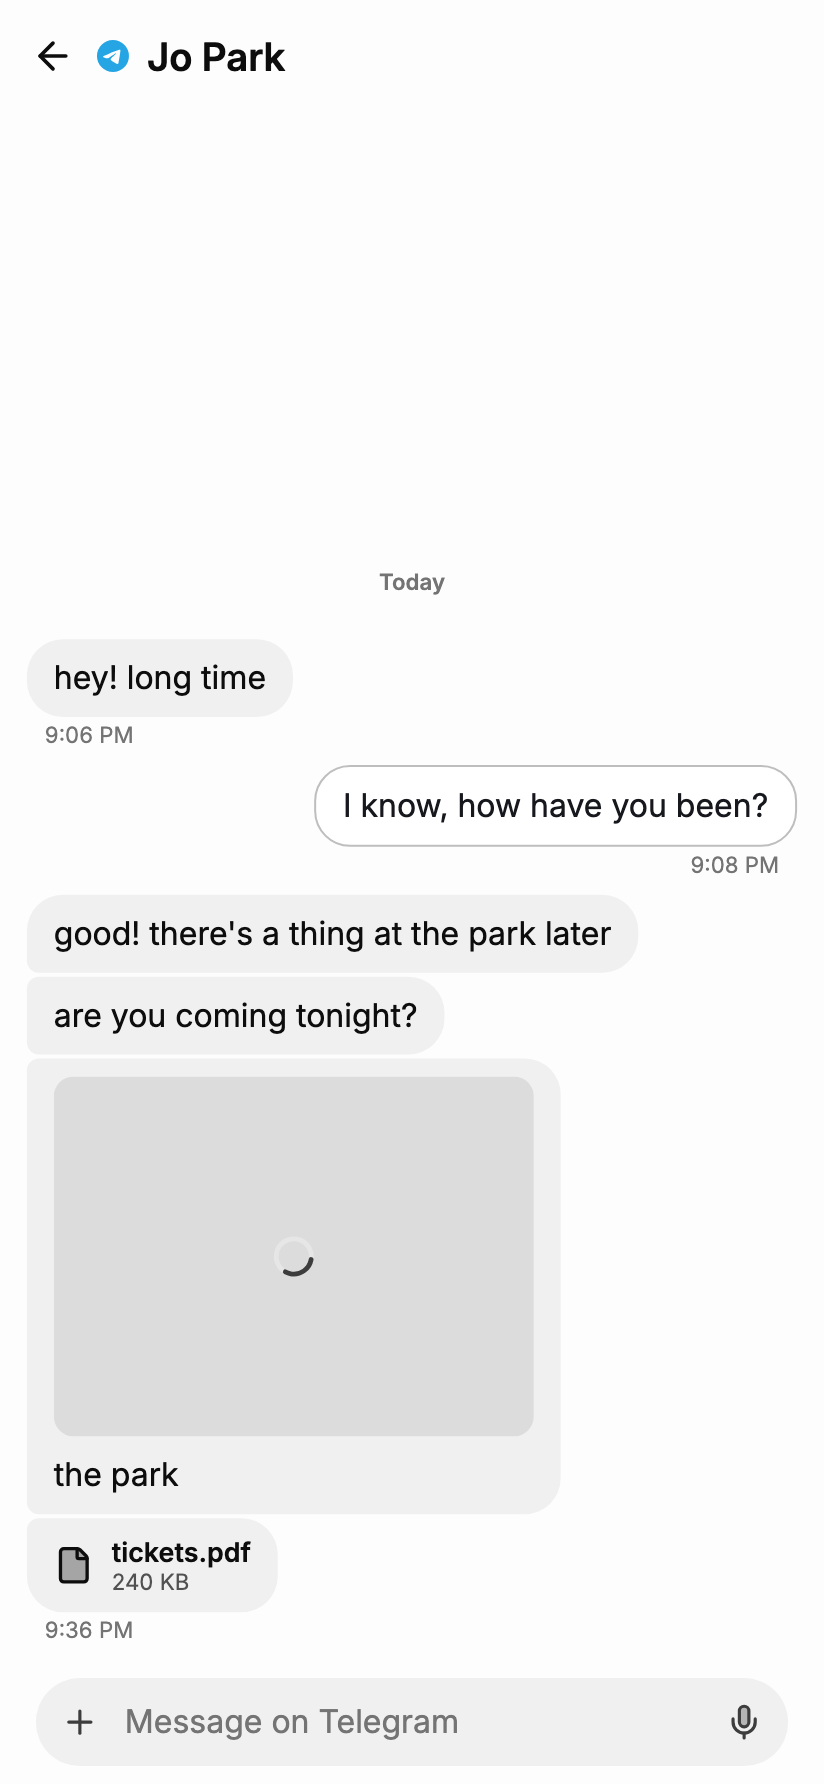 Jo Park
Today
hey! long time
9:06 PM
I know, how have you been?
9:08 PM
good! there's a thing at the park later
are you coming tonight?
the park
tickets.pdf
240 KB
9:36 PM
Message on Telegram